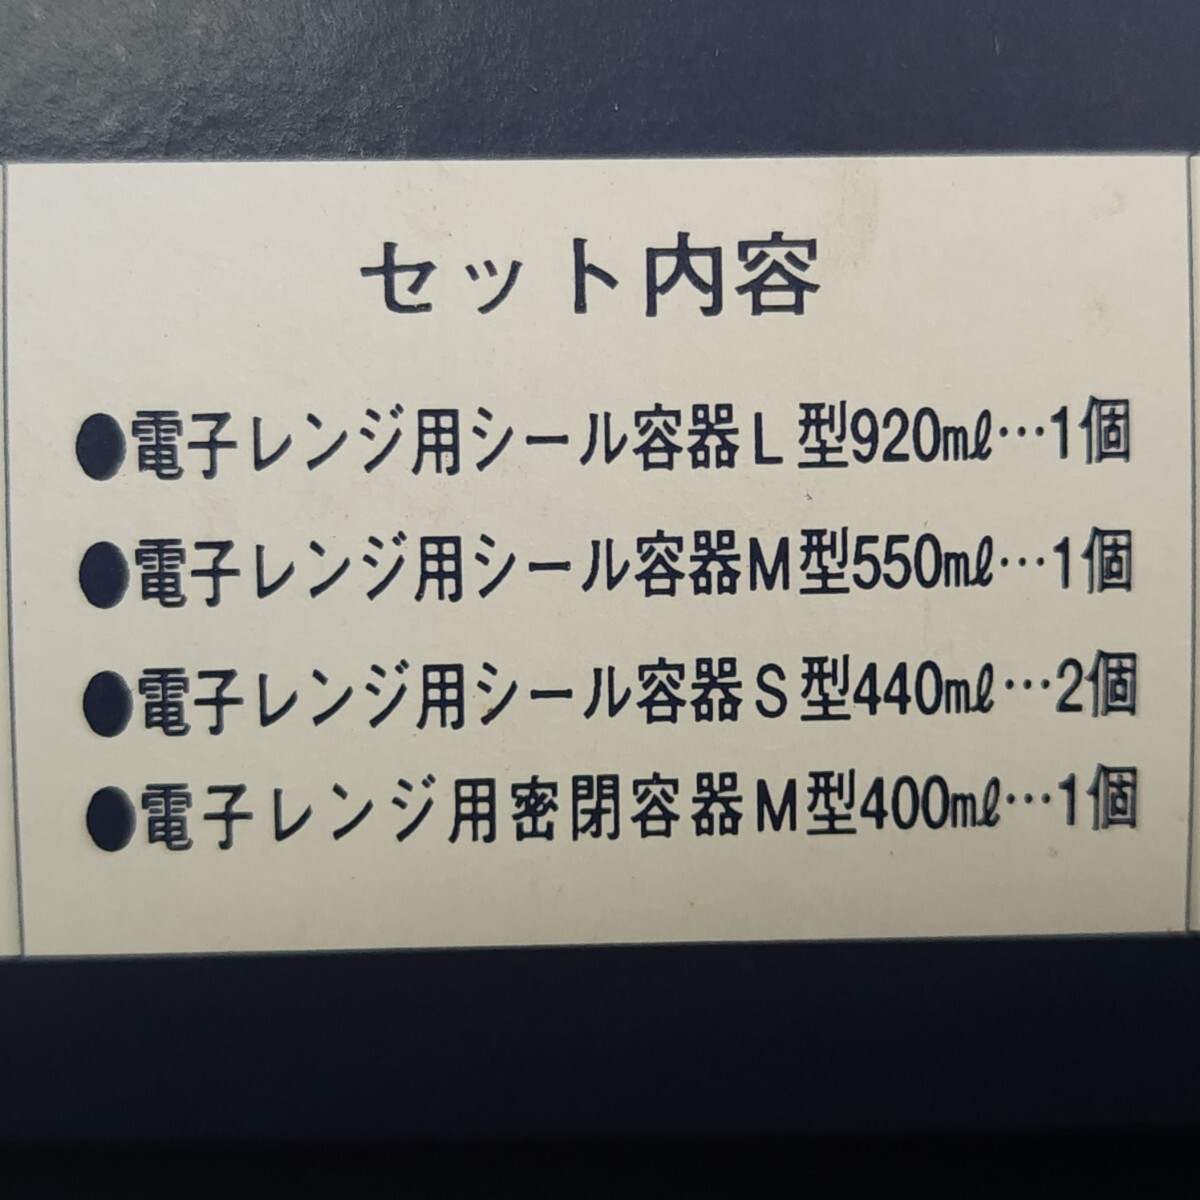 セット内容
●電子レンジ用シール容器L型920mℓ…1個
●電子レンジ用シール容器M型550mℓ…1個
●電子レンジ用シール容器S型440mℓ…2個
●電子レンジ用密閉容器M型400mℓ…1個